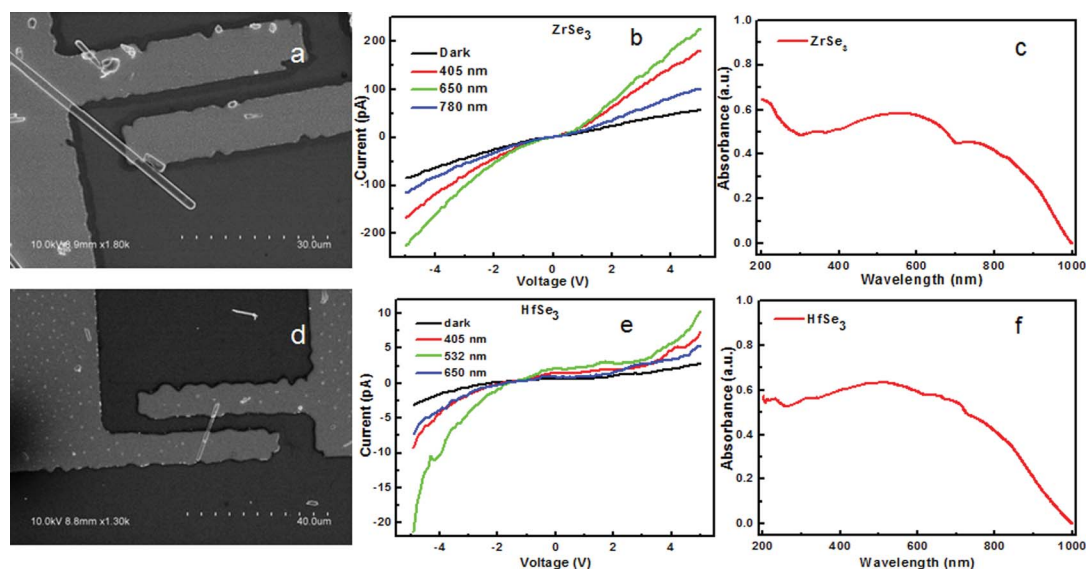 a
10.0kV 8.9mm x1.80k
30.0um
ZrSe3
b
Dark
405 nm
650 nm
780 nm
200
100
0
-100
-200
Current (pA)
-4
-2
0
2
4
Voltage (V)
ZrSe3
c
1.0
0.8
0.6
0.4
0.2
0.0
Absorbance (a.u.)
200
400
600
800
1000
Wavelength (nm)
d
10.0kV 8.8mm x1.30k
40.0um
HfSe3
e
dark
405 nm
532 nm
650 nm
10
5
0
-5
-10
-15
-20
Current (pA)
-4
-2
0
2
4
Voltage (V)
HfSe3
f
1.0
0.8
0.6
0.4
0.2
0.0
Absorbance (a.u.)
200
400
600
800
1000
Wavelength (nm)